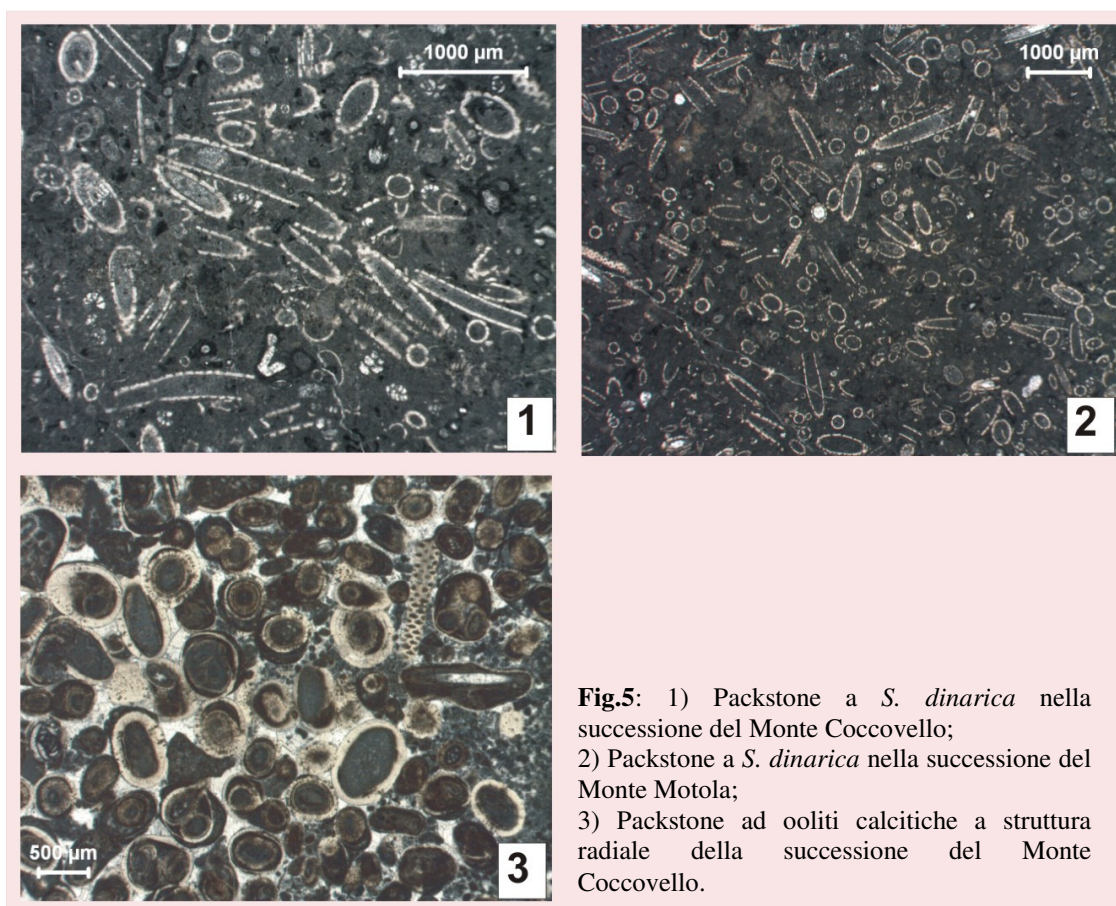 1000 µm
1000 µm
1
2
500 µm
3
Fig.5: 1) Packstone a S. dinarica nella
successione del Monte Coccovello;
2) Packstone a S. dinarica nella successione del
Monte Motola;
3) Packstone ad ooliti calcitiche a struttura
radiale della successione del Monte
Coccovello.